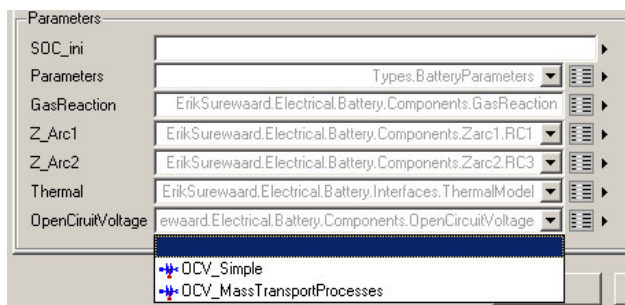 Parameters
SOC_ini
Parameters Types.BatteryParameters
GasReaction ErikSurewaard.Electrical.Battery.Components.GasReaction
Z_Arc1 ErikSurewaard.Electrical.Battery.Components.Zarc1.RC1
Z_Arc2 ErikSurewaard.Electrical.Battery.Components.Zarc2.RC3
Thermal ErikSurewaard.Electrical.Battery.Interfaces.ThermalModel
OpenCiruitVoltage ewaard.Electrical.Battery.Components.OpenCircuitVoltage
OCV_Simple
OCV_MassTransportProcesses